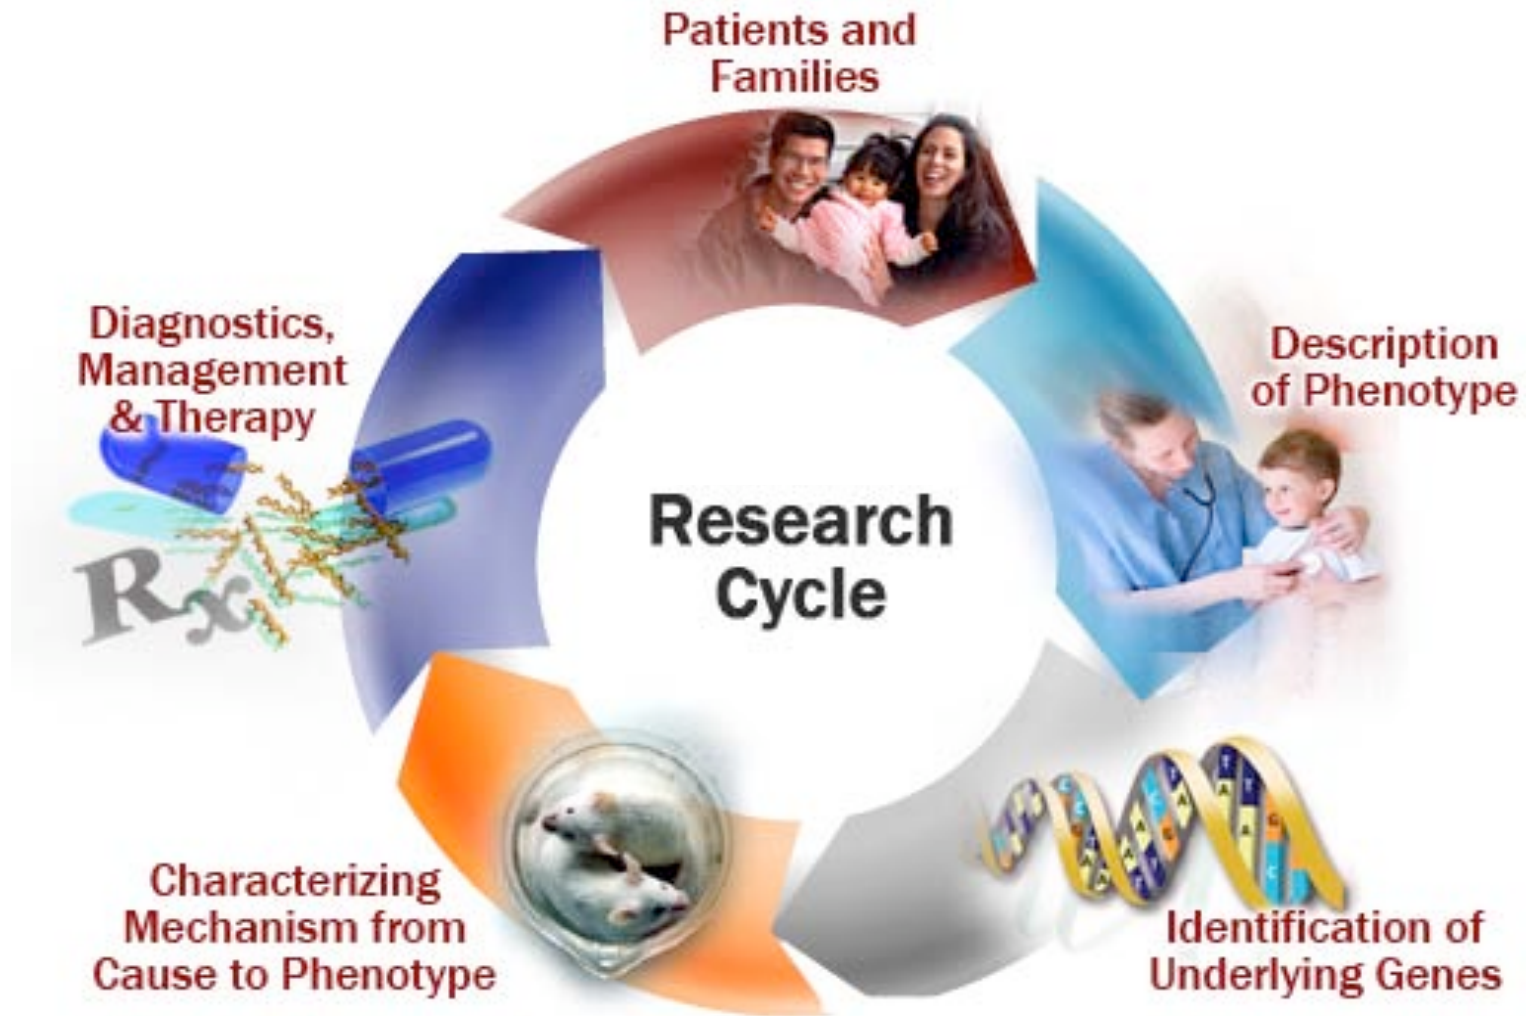 Patients and
Families
Description
of Phenotype
Identification of
Underlying Genes
Characterizing
Mechanism from
Cause to Phenotype
Diagnostics,
Management
& Therapy
Rx
Research
Cycle